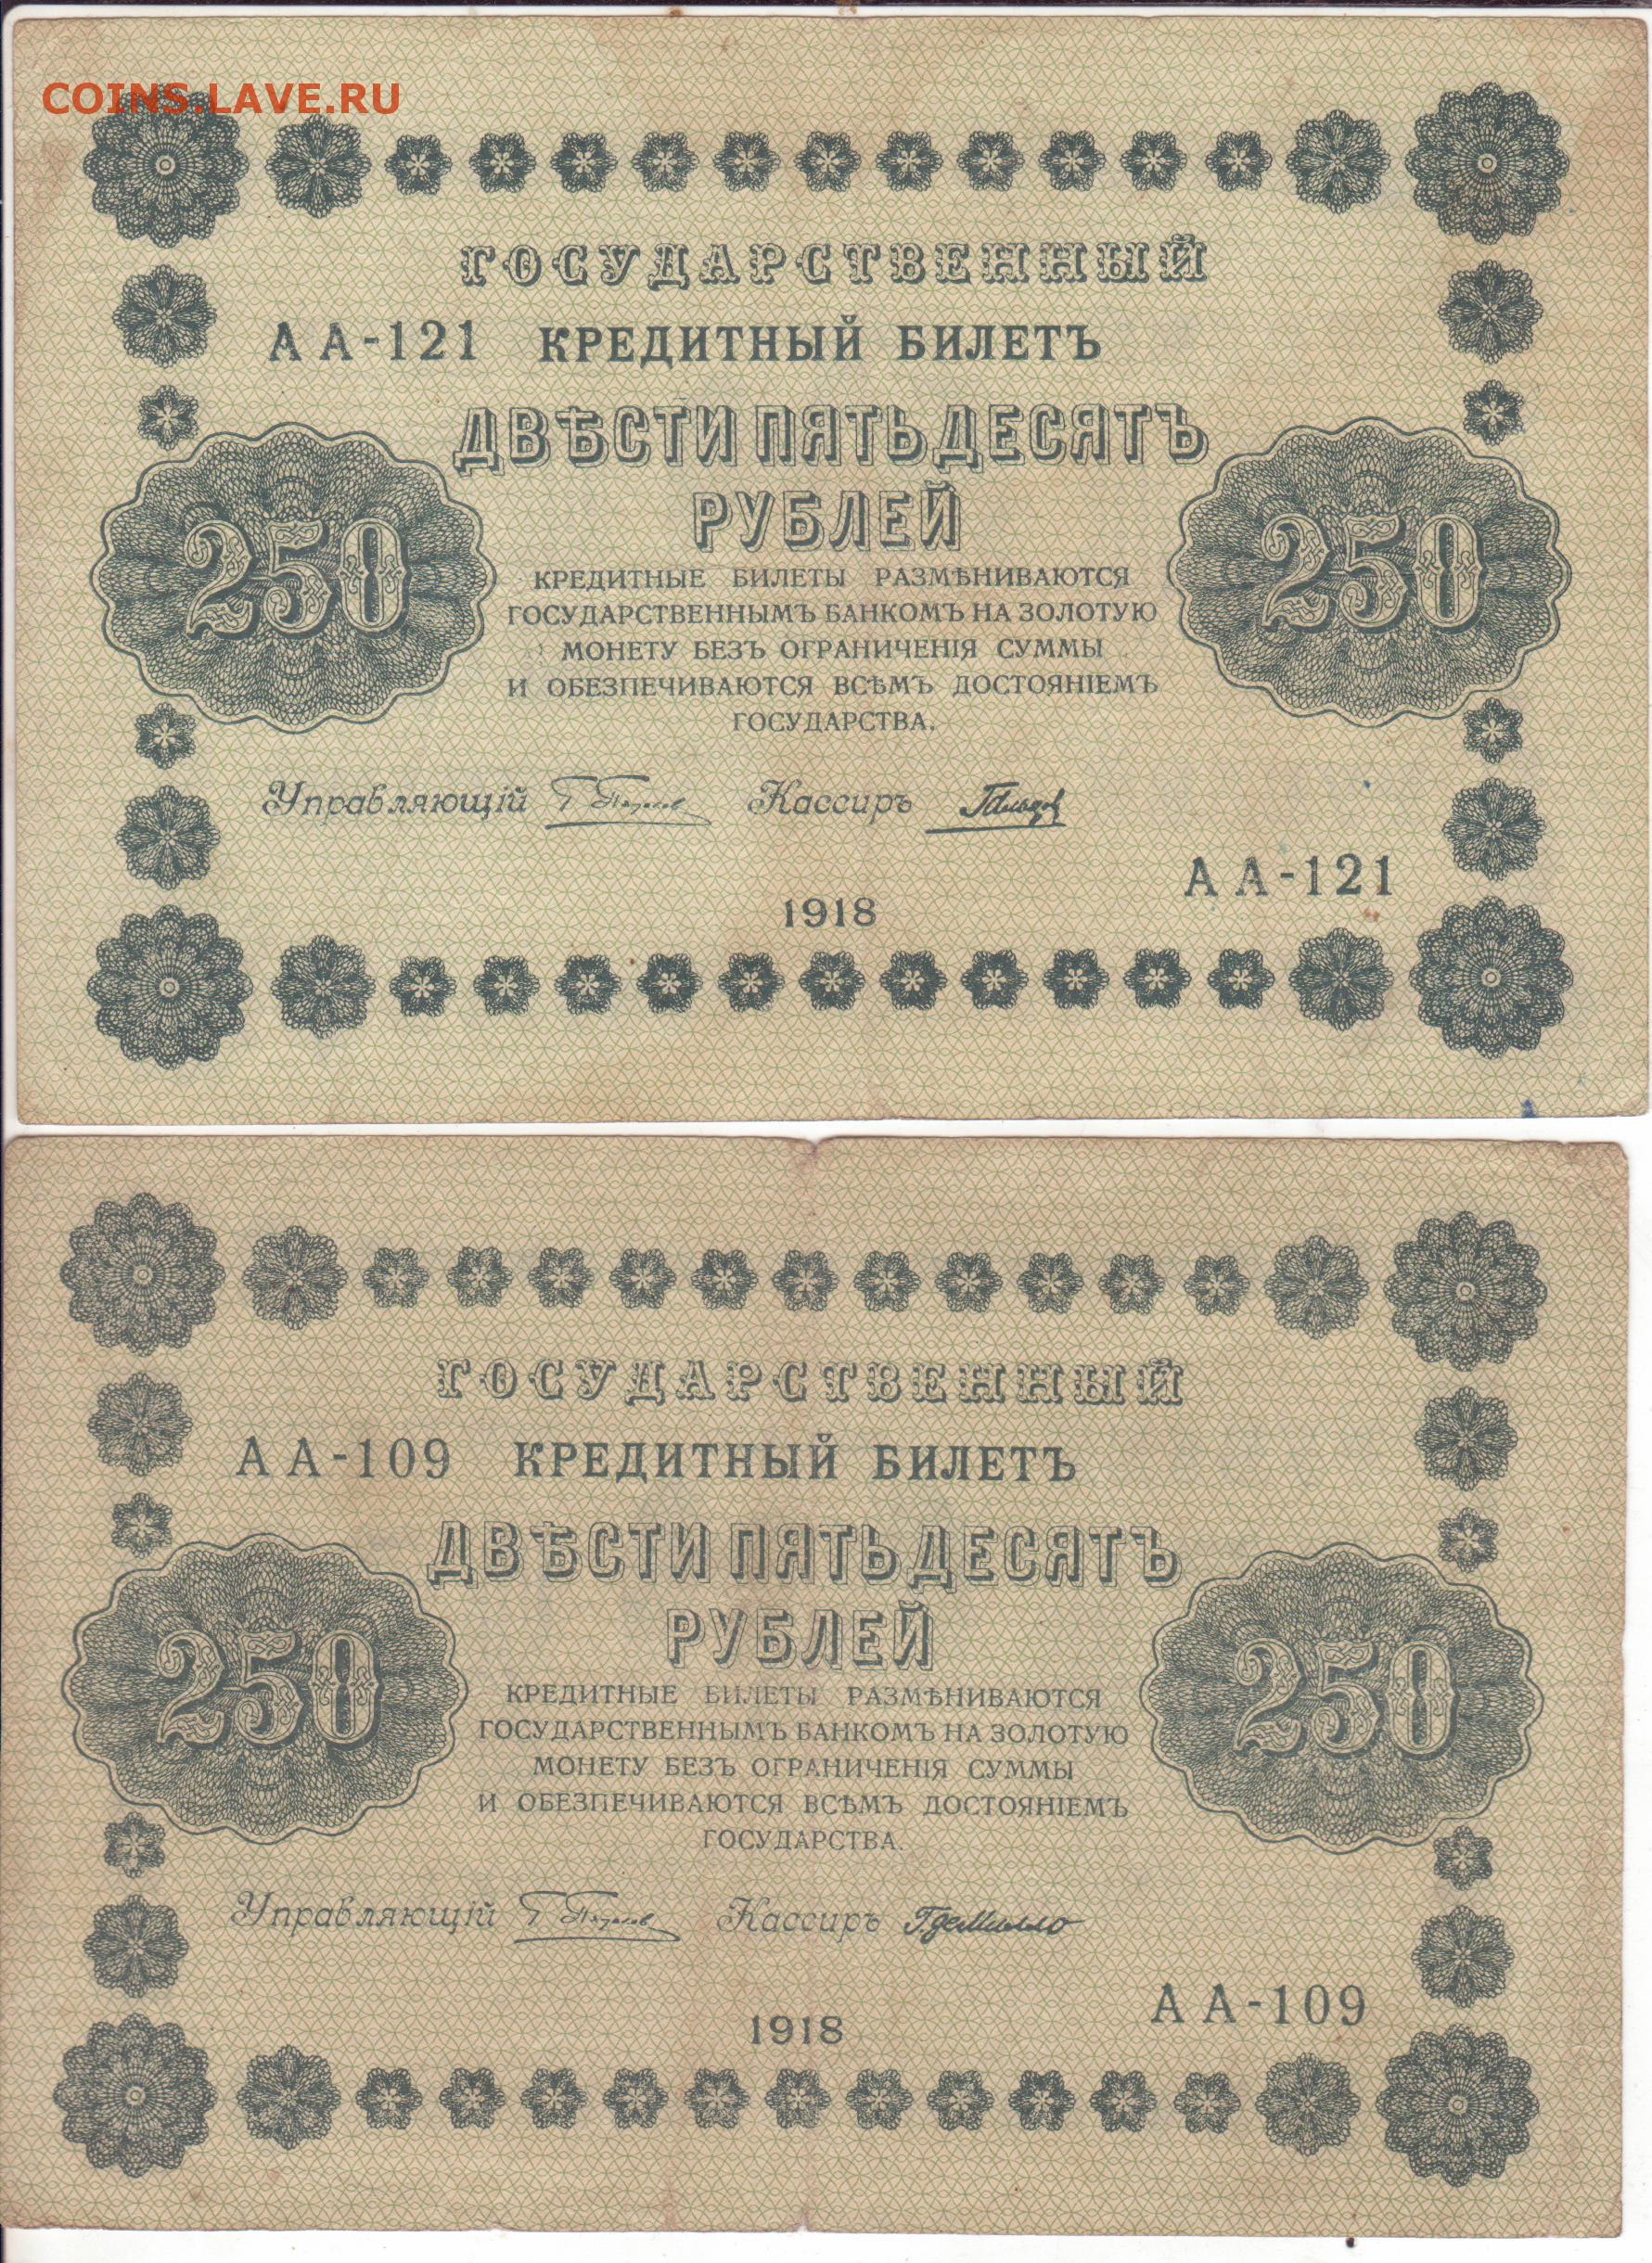 COINS.LAVE.RU
ГОСУДАРСТВЕННЫЙ
АА-121 КРЕДИТНЫЙ БИЛЕТЪ
ДВѢСТИ ПЯТЬДЕСЯТЪ
РУБЛЕЙ
250 250
КРЕДИТНЫЕ БИЛЕТЫ РАЗМѢНИВАЮТСЯ
ГОСУДАРСТВЕННЫМЪ БАНКОМЪ НА ЗОЛОТУЮ
МОНЕТУ БЕЗЪ ОГРАНИЧЕНІЯ СУММЫ
И ОБЕЗПЕЧИВАЮТСЯ ВСѢМЪ ДОСТОЯНІЕМЪ
ГОСУДАРСТВА.
Управляющій Кассиръ
АА-121
1918
ГОСУДАРСТВЕННЫЙ
АА-109 КРЕДИТНЫЙ БИЛЕТЪ
ДВѢСТИ ПЯТЬДЕСЯТЪ
РУБЛЕЙ
250 250
КРЕДИТНЫЕ БИЛЕТЫ РАЗМѢНИВАЮТСЯ
ГОСУДАРСТВЕННЫМЪ БАНКОМЪ НА ЗОЛОТУЮ
МОНЕТУ БЕЗЪ ОГРАНИЧЕНІЯ СУММЫ
И ОБЕЗПЕЧИВАЮТСЯ ВСѢМЪ ДОСТОЯНІЕМЪ
ГОСУДАРСТВА.
Управляющій Кассиръ Г. де Милло
АА-109
1918